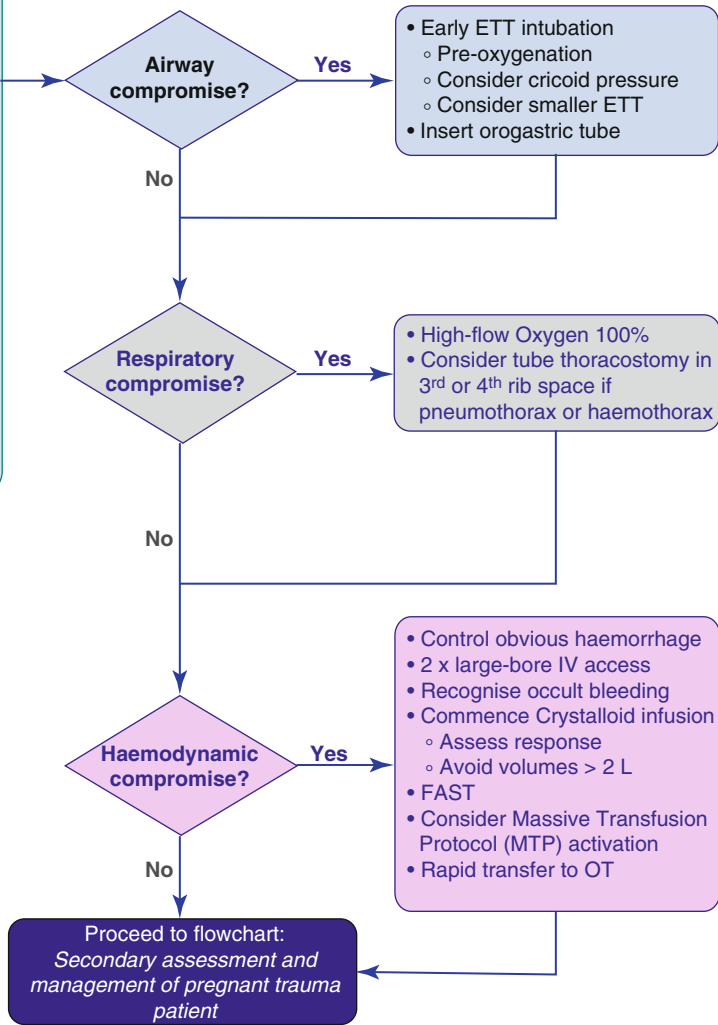 Airway
compromise?
Yes
• Early ETT intubation
◦ Pre-oxygenation
◦ Consider cricoid pressure
◦ Consider smaller ETT
• Insert orogastric tube
No
Respiratory
compromise?
Yes
• High-flow Oxygen 100%
• Consider tube thoracostomy in
3rd or 4th rib space if
pneumothorax or haemothorax
No
Haemodynamic
compromise?
Yes
• Control obvious haemorrhage
• 2 x large-bore IV access
• Recognise occult bleeding
• Commence Crystalloid infusion
◦ Assess response
◦ Avoid volumes > 2 L
• FAST
• Consider Massive Transfusion
Protocol (MTP) activation
• Rapid transfer to OT
No
Proceed to flowchart:
Secondary assessment and
management of pregnant trauma
patient